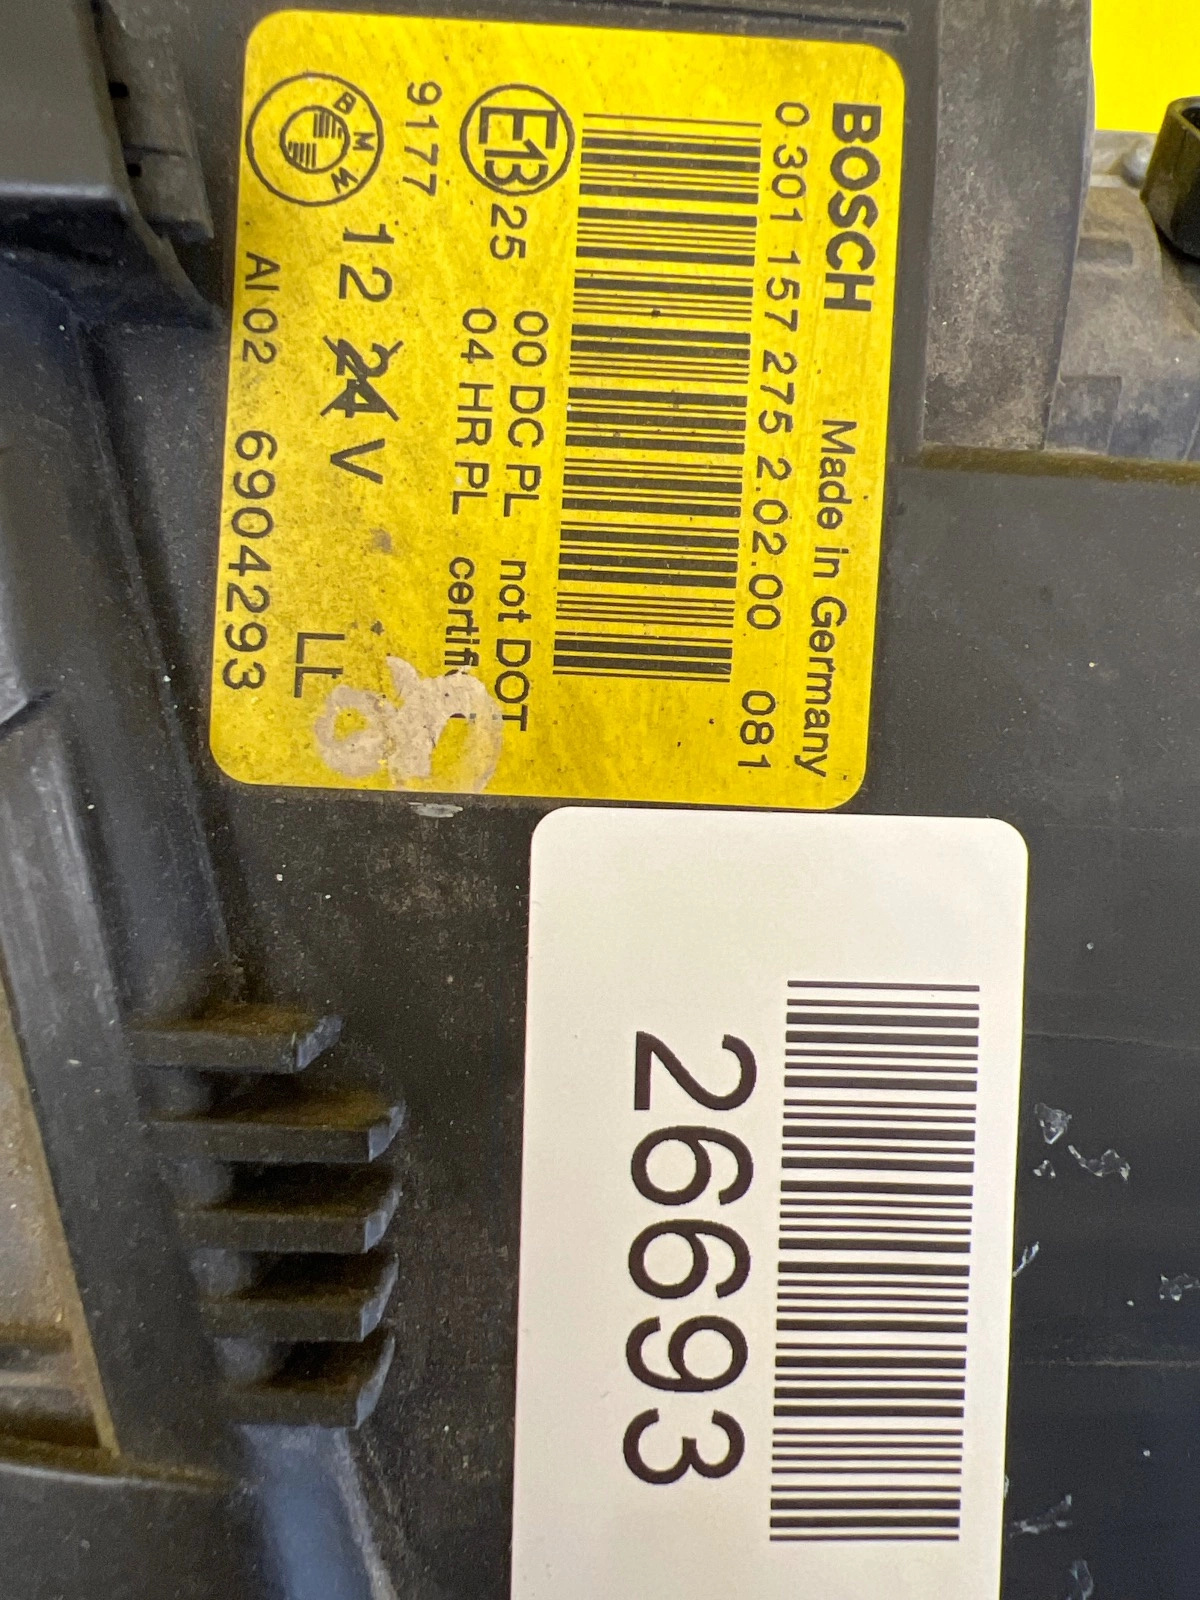 BOSCH Made in Germany
0 301 157 275 2.02.00 081
E13 25 00 DC PL not DOT
9177 04 HR PL
BMW 12 24 V LL
AI 02 6904293
26693